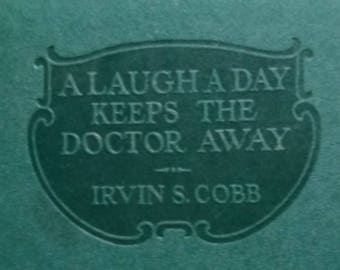 A LAUGH A DAY
KEEPS THE
DOCTOR AWAY
IRVIN S. COBB